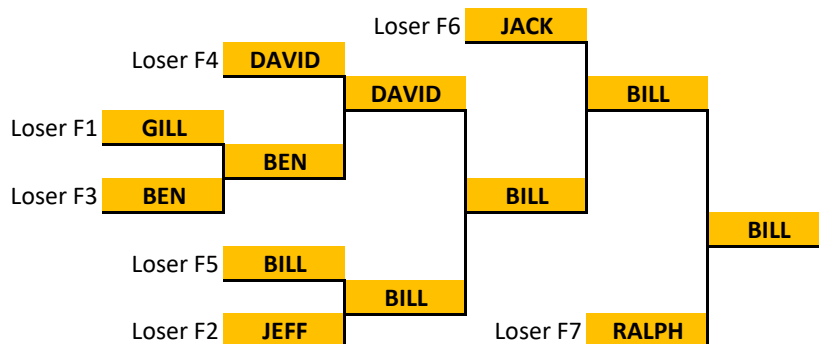 Loser F6 JACK
Loser F4 DAVID
DAVID BILL
Loser F1 GILL
BEN
Loser F3 BEN BILL
BILL
Loser F5 BILL
BILL
Loser F2 JEFF Loser F7 RALPH